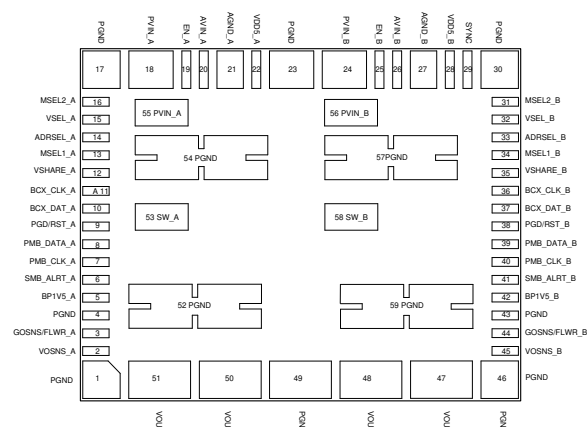 PGND
PVIN_A
EN_A
AVIN_A
AGND_A
VDD5_A
PGND
PVIN_B
EN_B
AVIN_B
AGND_B
VDD5_B
SYNC
PGND
17
18
19
20
21
22
23
24
25
26
27
28
29
30
MSEL2_A 16
VSEL_A 15
ADRSEL_A 14
MSEL1_A 13
VSHARE_A 12
BCX_CLK_A A 11
BCX_DAT_A 10
PGD/RST_A 9
PMB_DATA_A 8
PMB_CLK_A 7
SMB_ALRT_A 6
BP1V5_A 5
PGND 4
GOSNS/FLWR_A 3
VOSNS_A 2
PGND 1
55 PVIN_A
56 PVIN_B
54 PGND
57PGND
53 SW_A
58 SW_B
52 PGND
59 PGND
31 MSEL2_B
32 VSEL_B
33 ADRSEL_B
34 MSEL1_B
35 VSHARE_B
36 BCX_CLK_B
37 BCX_DAT_B
38 PGD/RST_B
39 PMB_DATA_B
40 PMB_CLK_B
41 SMB_ALRT_B
42 BP1V5_B
43 PGND
44 GOSNS/FLWR_B
45 VOSNS_B
46 PGND
51
50
49
48
47
VOU
VOU
PGN
VOU
VOU
PGN